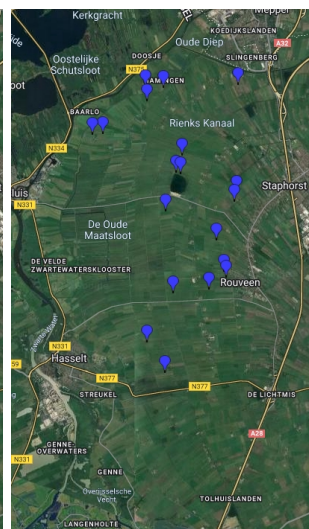 Kerkgracht
Meppel
KOEDIJKSLANDEN
Oude Diep
A32
DOOSJE
SLINGENBERG
Oostelijke
Schutsloot
N375
BAARLO
Rienks Kanaal
N334
Staphorst
N331
De Oude
Maatsloot
DE VELDE
ZWARTEWATERSKLOOSTER
Rouveen
Zwarte Water
N331
Hasselt
N377
N377
STREUKEL
DE LICHTMIS
A28
GENNE-
OVERWATERS
N331
GENNE
Overijsselsche
Vecht
TOLHUISLANDEN
LANGENHOLTE